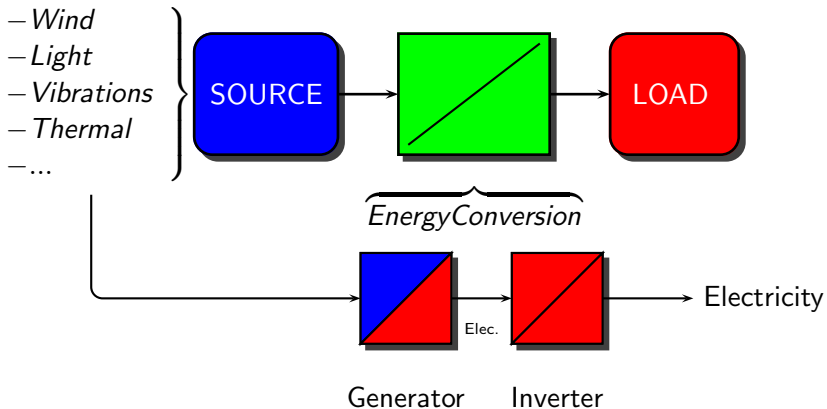 – Wind
– Light
– Vibrations
– Thermal
– ...
SOURCE
LOAD
EnergyConversion
Elec.
Electricity
Generator
Inverter